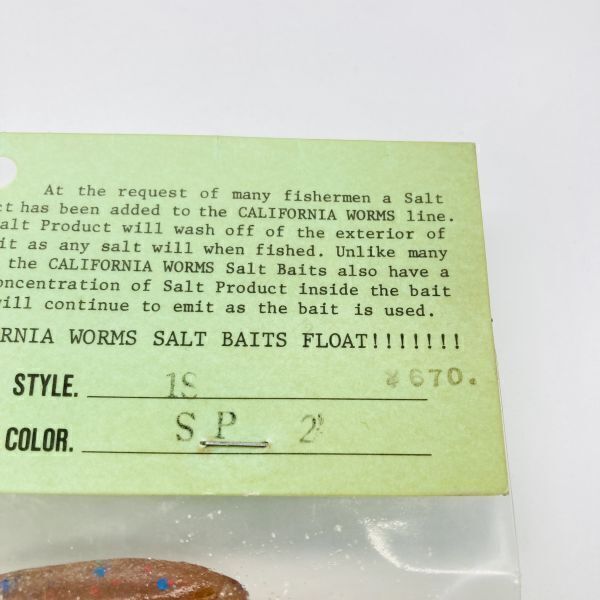 At the request of many fishermen a Salt
ct has been added to the CALIFORNIA WORMS line.
alt Product will wash off of the exterior of
it as any salt will when fished. Unlike many
the CALIFORNIA WORMS Salt Baits also have a
oncentration of Salt Product inside the bait
will continue to emit as the bait is used.
RNIA WORMS SALT BAITS FLOAT!!!!!!!
STYLE. 1S ¥670.
COLOR. SP 2